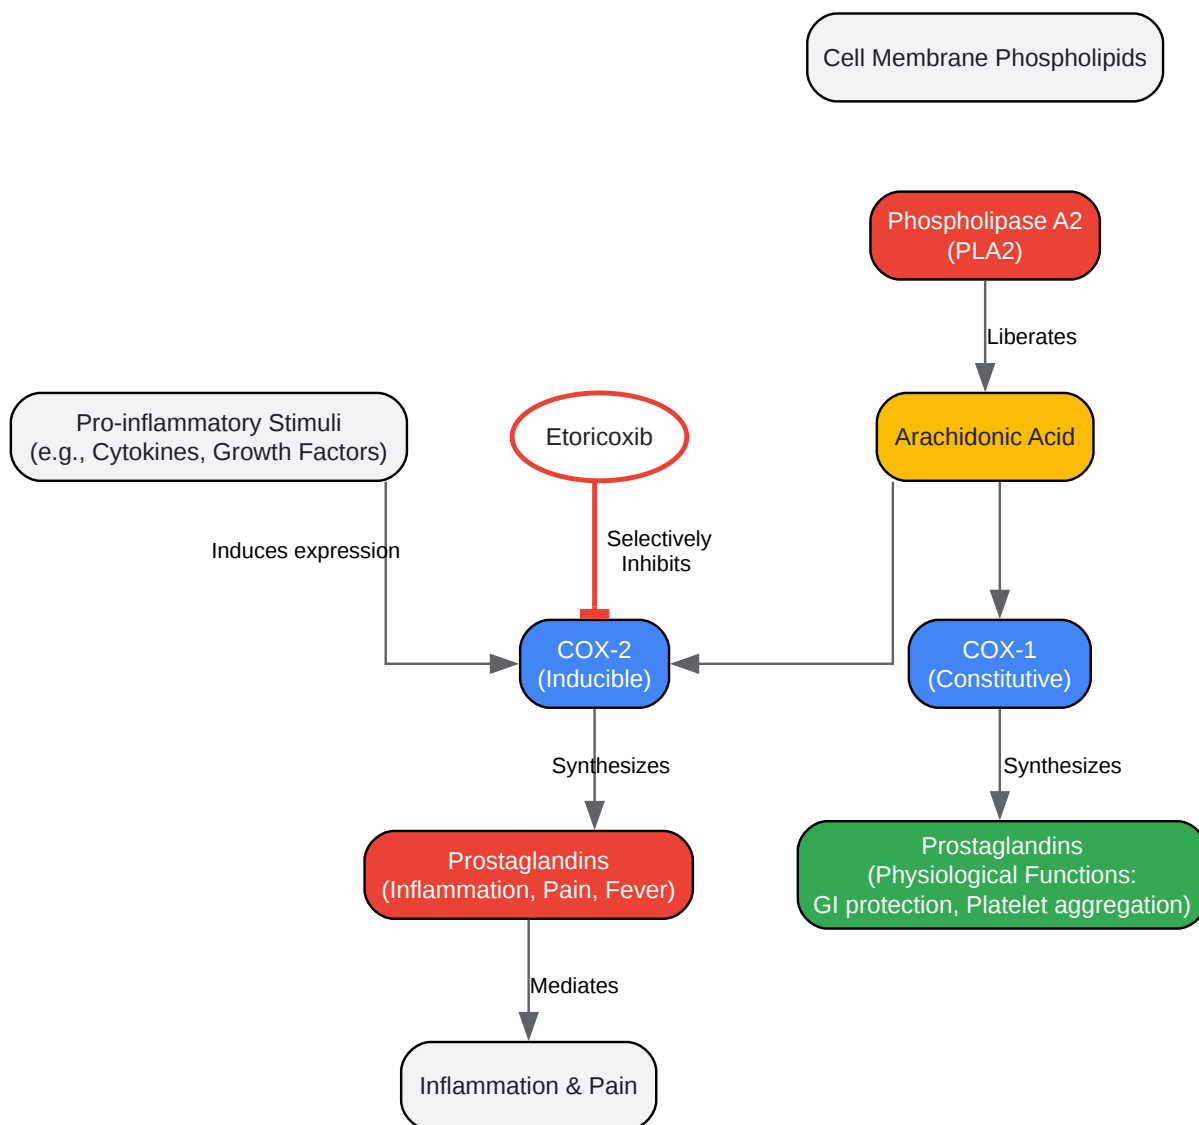 Cell Membrane Phospholipids
Phospholipase A2
(PLA2)
Liberates
Pro-inflammatory Stimuli
(e.g., Cytokines, Growth Factors)
Etoricoxib
Arachidonic Acid
Induces expression
Selectively
Inhibits
COX-2
(Inducible)
COX-1
(Constitutive)
Synthesizes
Synthesizes
Prostaglandins
(Inflammation, Pain, Fever)
Prostaglandins
(Physiological Functions:
GI protection, Platelet aggregation)
Mediates
Inflammation & Pain